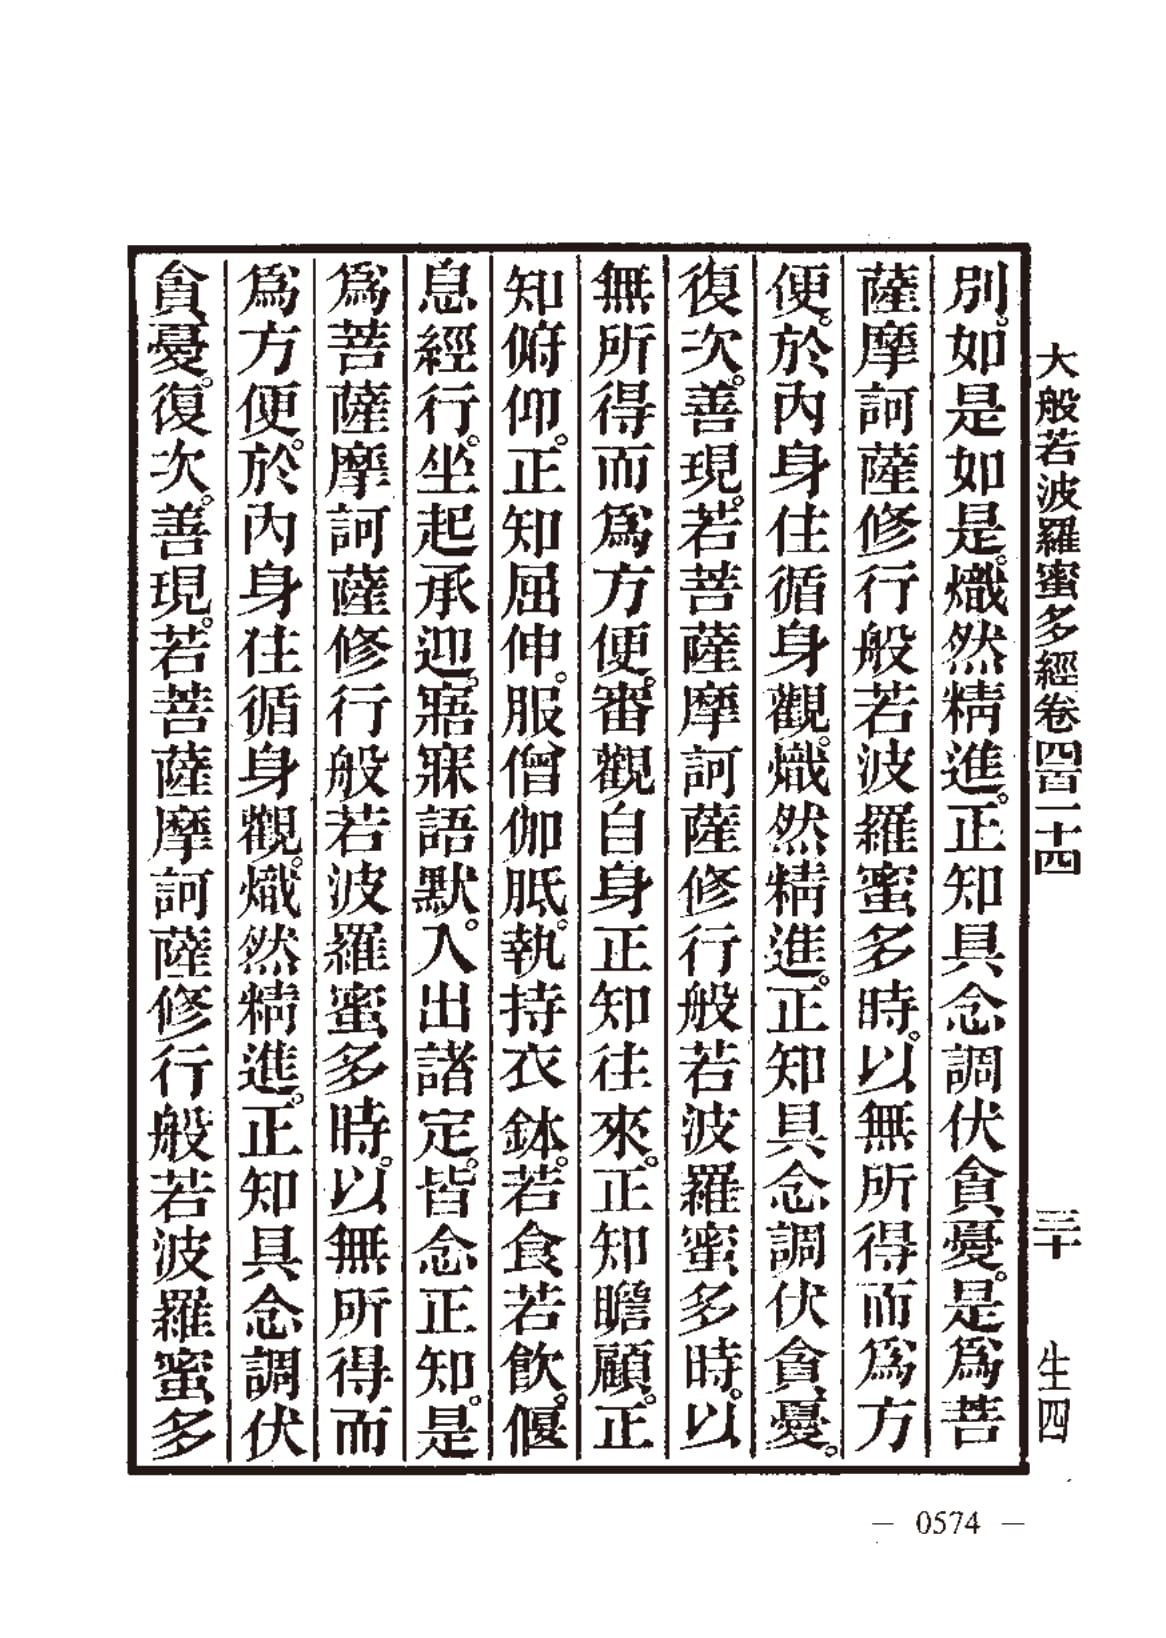 大般若波羅蜜多經卷四百一十四　三十　生四
別。如是如是。熾然精進。正知具念調伏貪憂。是爲菩
薩摩訶薩修行般若波羅蜜多時。以無所得而爲方
便。於內身住循身觀。熾然精進。正知具念調伏貪憂。
復次。善現。若菩薩摩訶薩修行般若波羅蜜多時。以
無所得而爲方便。審觀自身正知往來。正知瞻顧。正
知俯仰。正知屈伸。服僧伽胝。執持衣鉢。若食若飲。偃
息經行。坐起承迎。寤寐語默。入出諸定。皆念正知。是
爲菩薩摩訶薩修行般若波羅蜜多時。以無所得而
爲方便。於內身住循身觀。熾然精進。正知具念調伏
貪憂。復次。善現。若菩薩摩訶薩修行般若波羅蜜多
— 0574 —